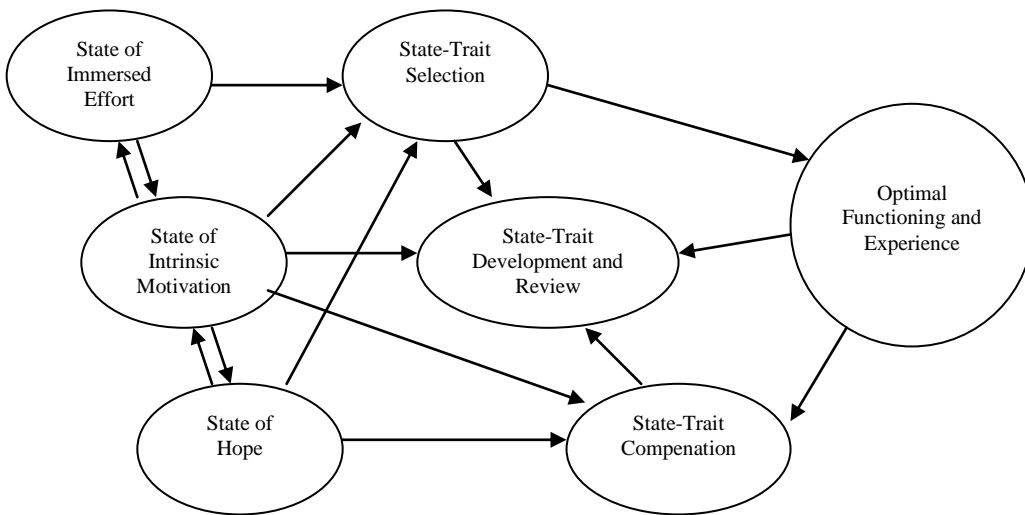 State of
Immersed
Effort
State-Trait
Selection
Optimal
Functioning and
Experience
State of
Intrinsic
Motivation
State-Trait
Development and
Review
State of
Hope
State-Trait
Compenation